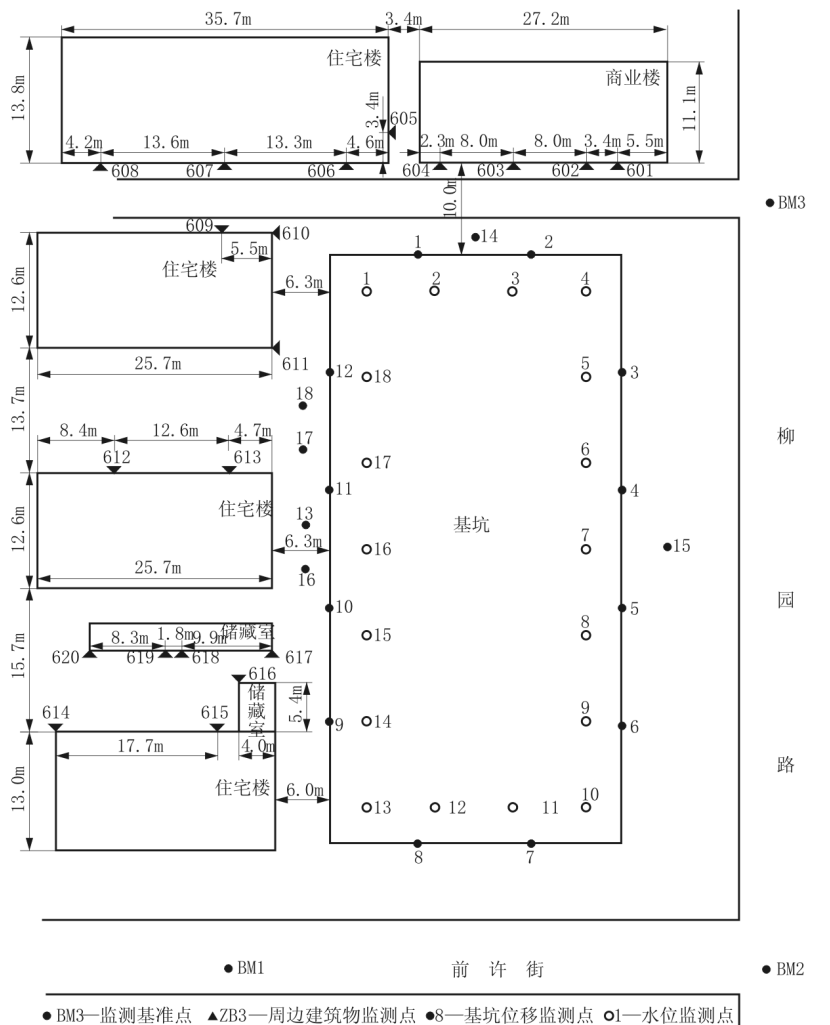 35.7m 3.4m 27.2m
住宅楼
商业楼
13.8m
11.1m
3.4m
605
4.2m 13.6m 13.3m 4.6m 2.3m 8.0m 8.0m 3.4m 5.5m
608 607 606 604 603 602 601
10.0m
BM3
609 610
14
1 2
5.5m
住宅楼
6.3m
12.6m
1 2 3 4
25.7m
611
12 18 5 3
18
13.7m
8.4m 12.6m 4.7m
17
柳
612 613
17 6
11 4
住宅楼
13
基坑
12.6m
6.3m
16 7 15
25.7m
16
园
10 5
储藏室
15 8
8.3m 1.8m 9.9m
620 619 618 617
15.7m
616
储藏室
5.4m
614 615
9 14 9 6
17.7m 4.0m
住宅楼
路
13.0m
6.0m
13 12 11 10
8 7
BM1 前许街 BM2
BM3—监测基准点 ZB3—周边建筑物监测点 8—基坑位移监测点 1—水位监测点